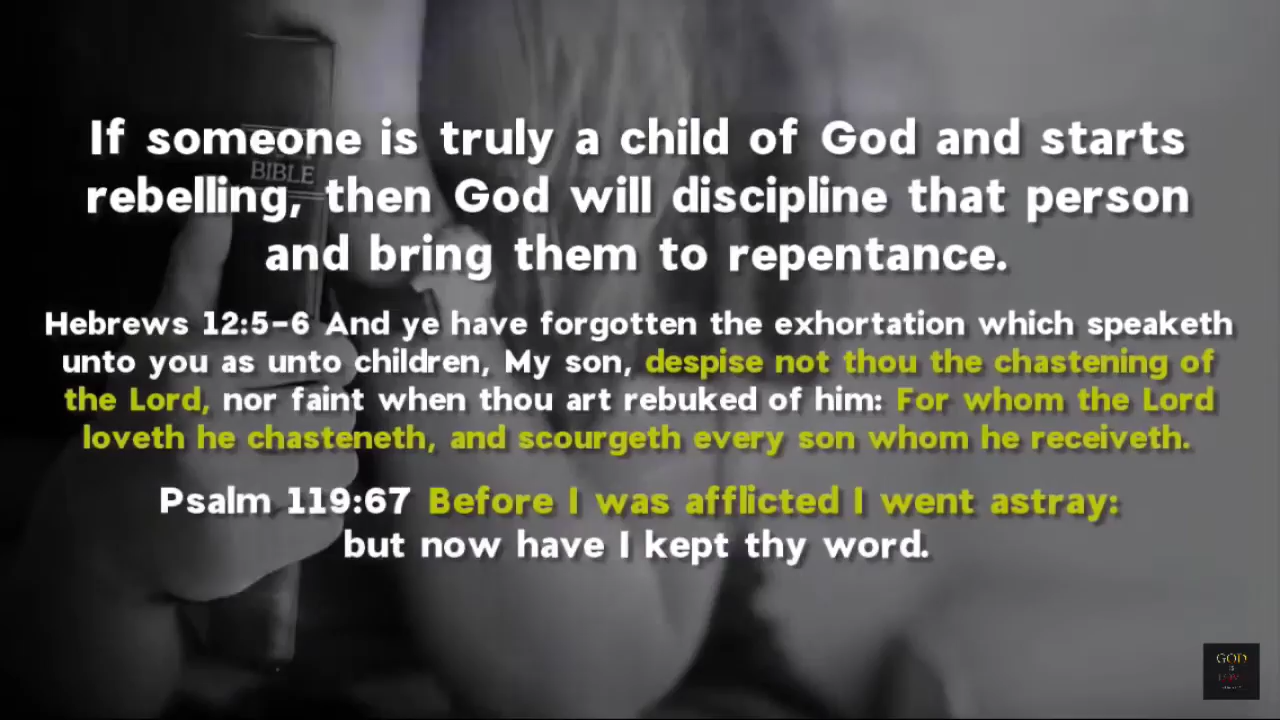 If someone is truly a child of God and starts
rebelling, then God will discipline that person
and bring them to repentance.
BIBLE
Hebrews 12:5-6 And ye have forgotten the exhortation which speaketh
unto you as unto children, My son, despise not thou the chastening of
the Lord, nor faint when thou art rebuked of him: For whom the Lord
loveth he chasteneth, and scourgeth every son whom he receiveth.
Psalm 119:67 Before I was afflicted I went astray:
but now have I kept thy word.
GOD